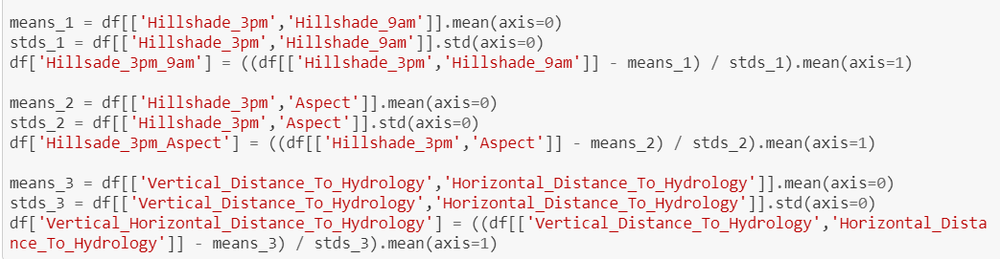 means_1 = df[['Hillshade_3pm','Hillshade_9am']].mean(axis=0)
stds_1 = df[['Hillshade_3pm','Hillshade_9am']].std(axis=0)
df['Hillsade_3pm_9am'] = ((df[['Hillshade_3pm','Hillshade_9am']] - means_1) / stds_1).mean(axis=1)
means_2 = df[['Hillshade_3pm','Aspect']].mean(axis=0)
stds_2 = df[['Hillshade_3pm','Aspect']].std(axis=0)
df['Hillsade_3pm_Aspect'] = ((df[['Hillshade_3pm','Aspect']] - means_2) / stds_2).mean(axis=1)
means_3 = df[['Vertical_Distance_To_Hydrology','Horizontal_Distance_To_Hydrology']].mean(axis=0)
stds_3 = df[['Vertical_Distance_To_Hydrology','Horizontal_Distance_To_Hydrology']].std(axis=0)
df['Vertical_Horizontal_Distance_To_Hydrology'] = ((df[['Vertical_Distance_To_Hydrology','Horizontal_Dista
nce_To_Hydrology']] - means_3) / stds_3).mean(axis=1)